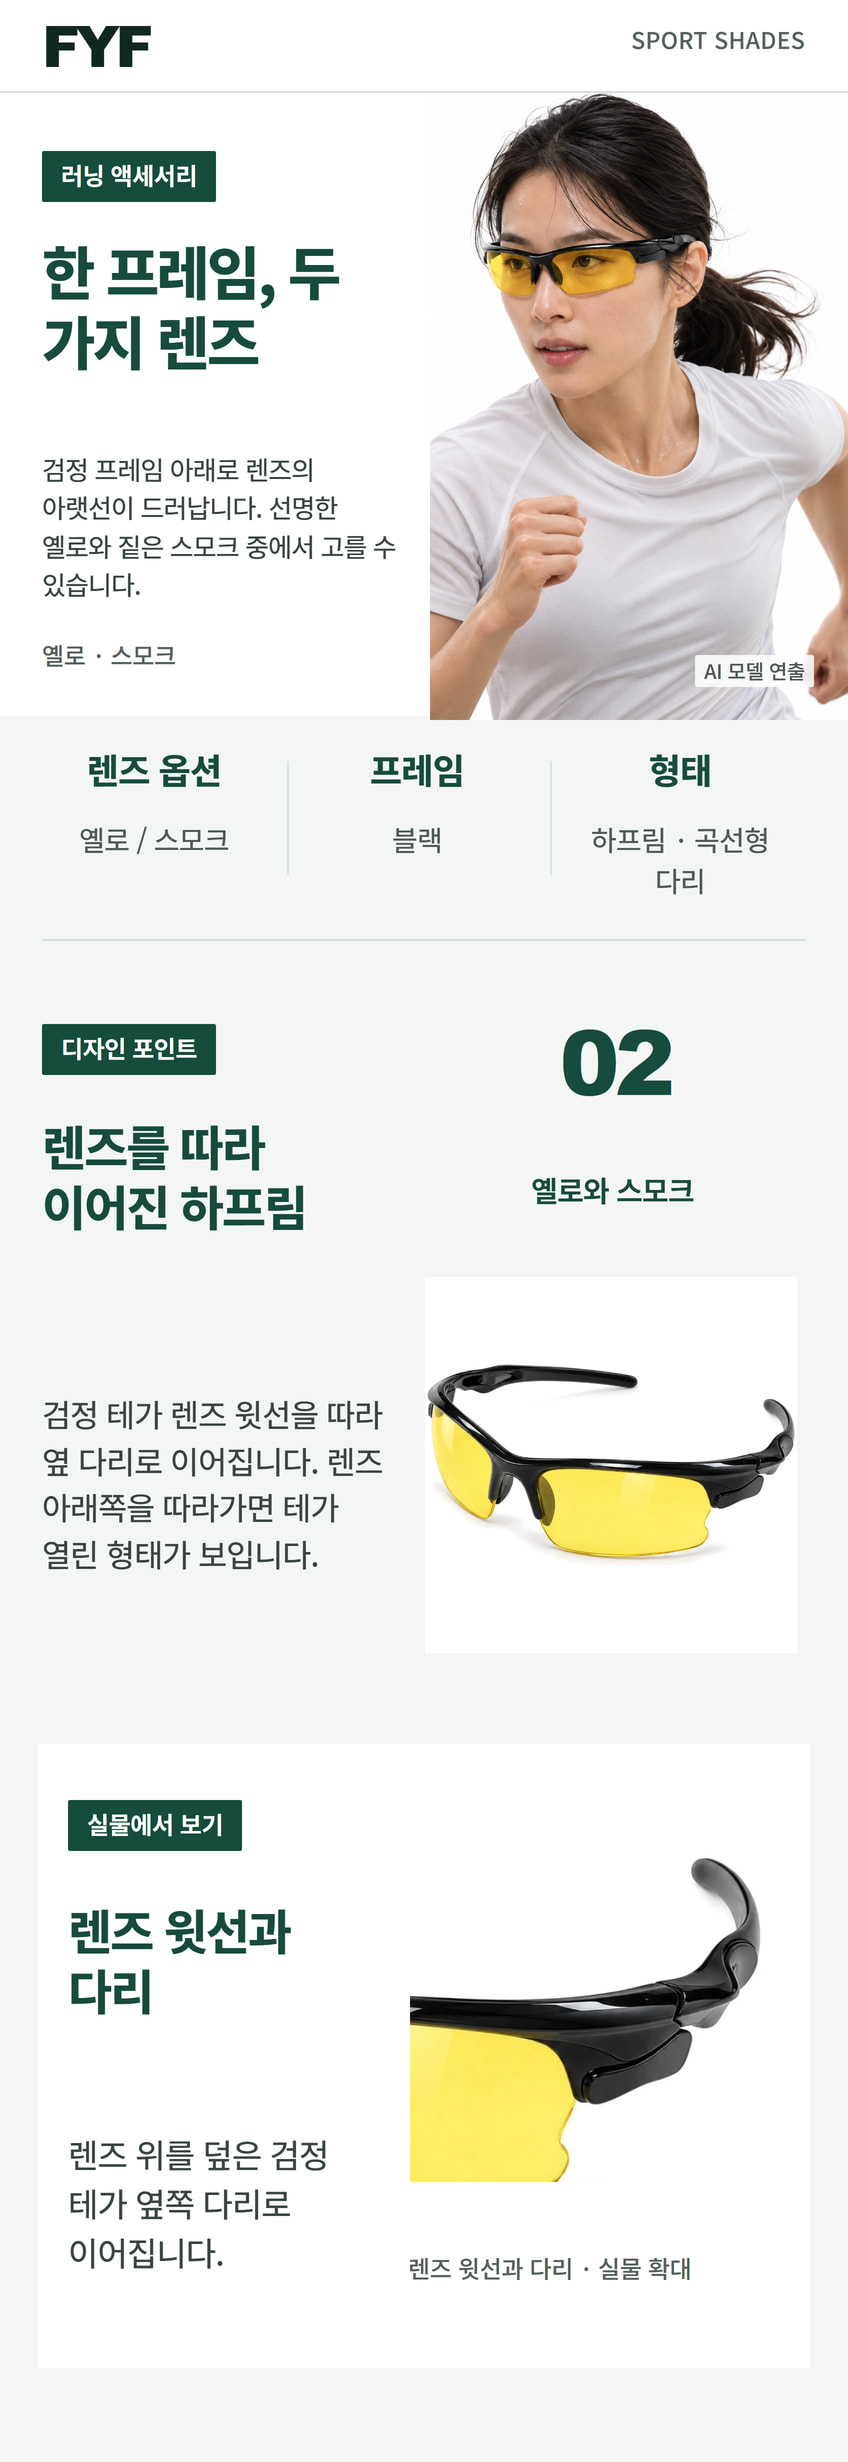 FYF
SPORT SHADES
러닝 액세서리
한 프레임, 두
가지 렌즈
검정 프레임 아래로 렌즈의
아랫선이 드러납니다. 선명한
옐로와 짙은 스모크 중에서 고를 수
있습니다.
옐로 · 스모크
AI 모델 연출
렌즈 옵션
옐로 / 스모크
프레임
블랙
형태
하프림 · 곡선형
다리
디자인 포인트
렌즈를 따라
이어진 하프림
02
옐로와 스모크
검정 테가 렌즈 윗선을 따라
옆 다리로 이어집니다. 렌즈
아래쪽을 따라가면 테가
열린 형태가 보입니다.
실물에서 보기
렌즈 윗선과
다리
렌즈 위를 덮은 검정
테가 옆쪽 다리로
이어집니다.
렌즈 윗선과 다리 · 실물 확대